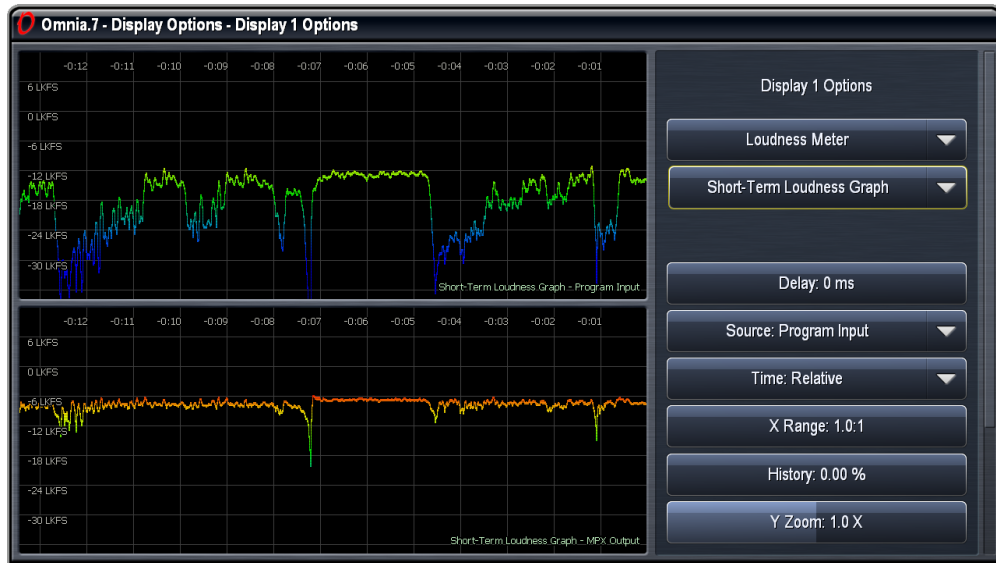 Omnia.7 - Display Options - Display 1 Options
-0:12 -0:11 -0:10 -0:09 -0:08 -0:07 -0:06 -0:05 -0:04 -0:03 -0:02 -0:01
6 LKFS
0 LKFS
-6 LKFS
-12 LKFS
-18 LKFS
-24 LKFS
-30 LKFS
Short-Term Loudness Graph - Program Input
-0:12 -0:11 -0:10 -0:09 -0:08 -0:07 -0:06 -0:05 -0:04 -0:03 -0:02 -0:01
6 LKFS
0 LKFS
-6 LKFS
-12 LKFS
-18 LKFS
-24 LKFS
-30 LKFS
Short-Term Loudness Graph - MPX Output
Display 1 Options
Loudness Meter
Short-Term Loudness Graph
Delay: 0 ms
Source: Program Input
Time: Relative
X Range: 1.0:1
History: 0.00 %
Y Zoom: 1.0 X